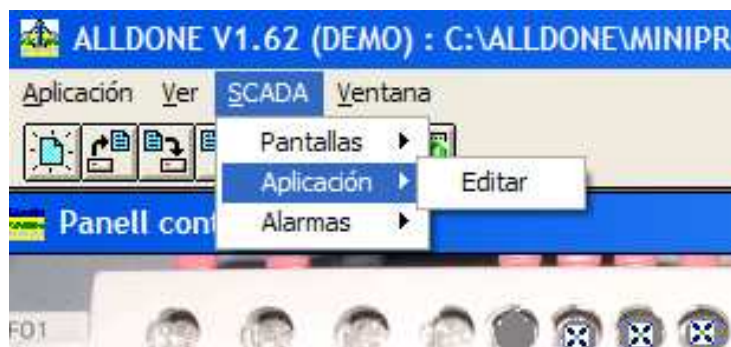 ALLDONE V1.62 (DEMO) : C:\ALLDONE\MINIPR
Aplicación Ver SCADA Ventana
Pantallas
Aplicación Editar
Panell cont
Alarmas
F01